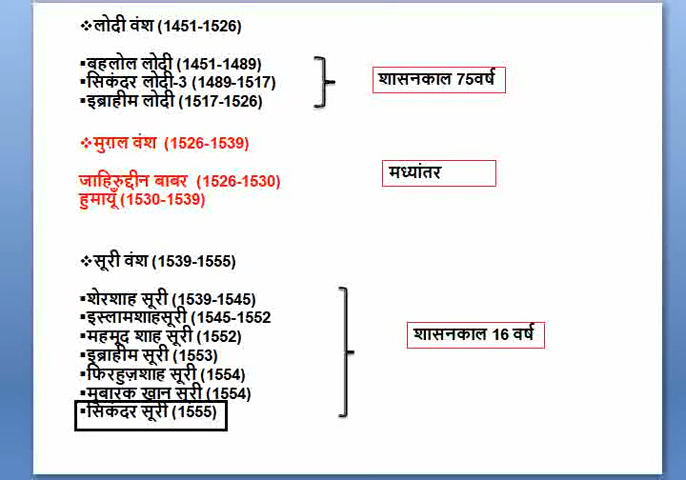 ❖लोदी वंश (1451-1526)
▪बहलोल लोदी (1451-1489)
▪सिकंदर लोदी-3 (1489-1517)
▪इब्राहीम लोदी (1517-1526)
शासनकाल 75वर्ष
❖मुग़ल वंश (1526-1539)
जाहिरुद्दीन बाबर (1526-1530)
हुमायूँ (1530-1539)
मध्यांतर
❖सूरी वंश (1539-1555)
▪शेरशाह सूरी (1539-1545)
▪इस्लामशाहसूरी (1545-1552
▪महमूद शाह सूरी (1552)
▪इब्राहीम सूरी (1553)
▪फिरहुज़शाह सूरी (1554)
▪मुबारक खान सूरी (1554)
▪सिकंदर सूरी (1555)
शासनकाल 16 वर्ष